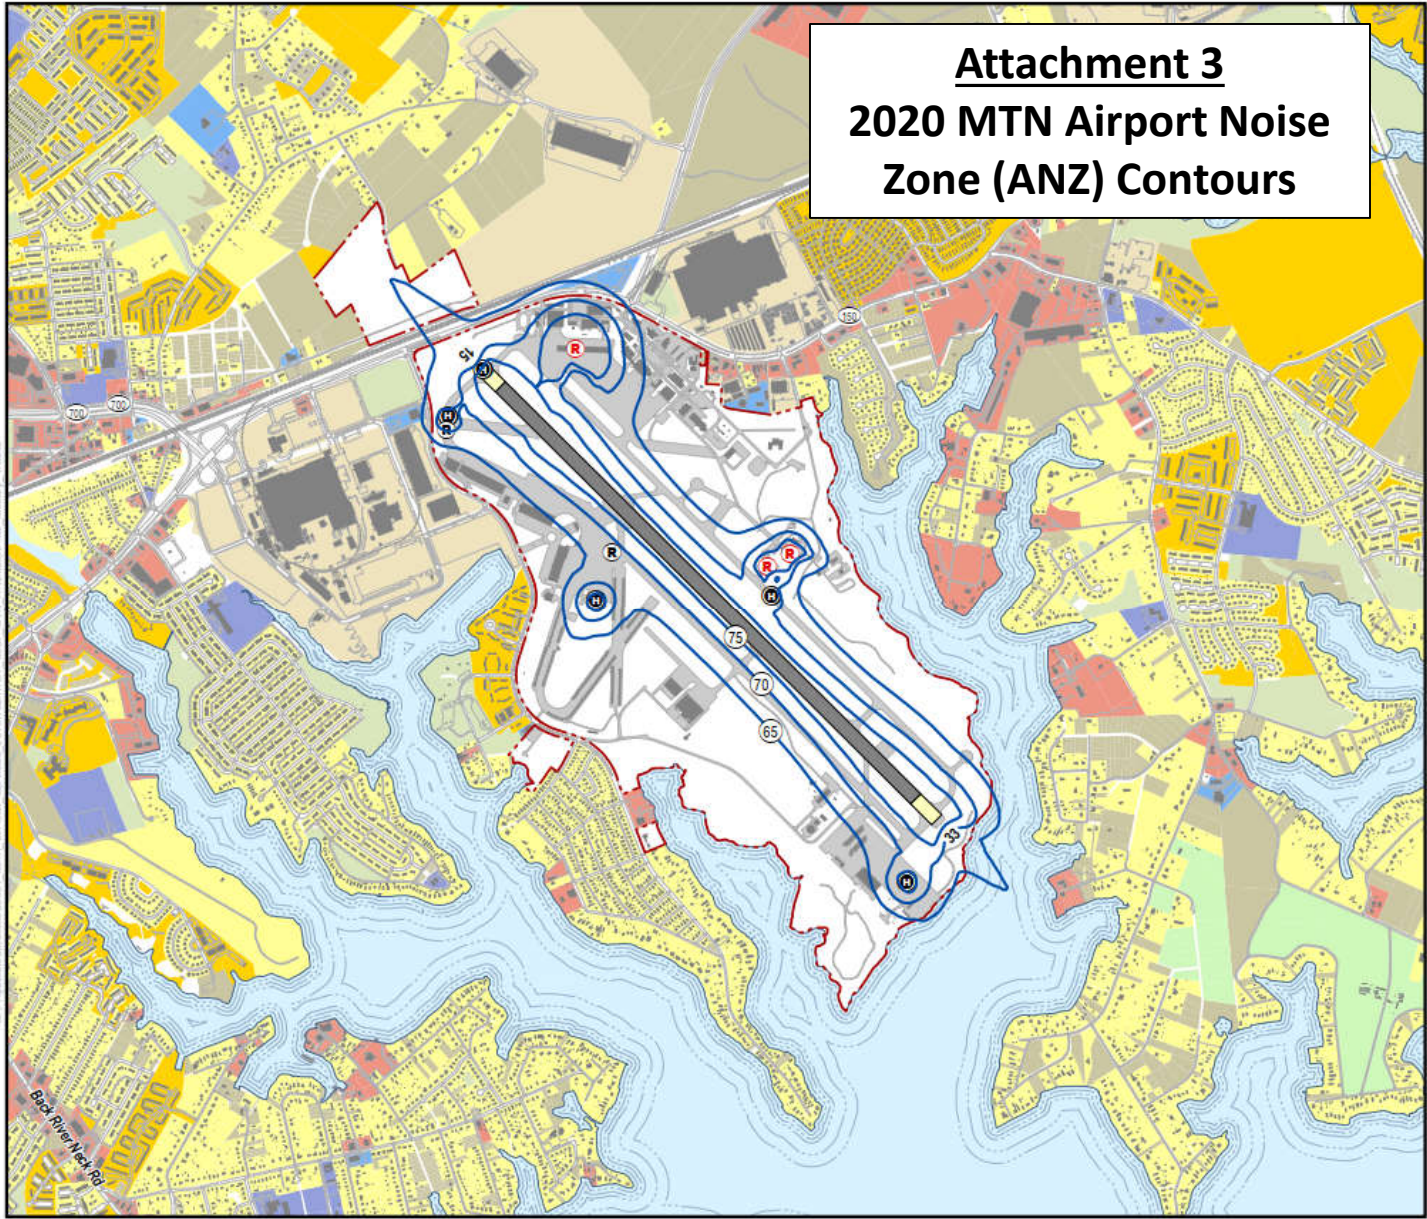 Attachment 3
2020 MTN Airport Noise
Zone (ANZ) Contours
150
15
R
H
700
700
H
R
R
R
R
H
H
75
70
65
33
H
Back River Neck Rd